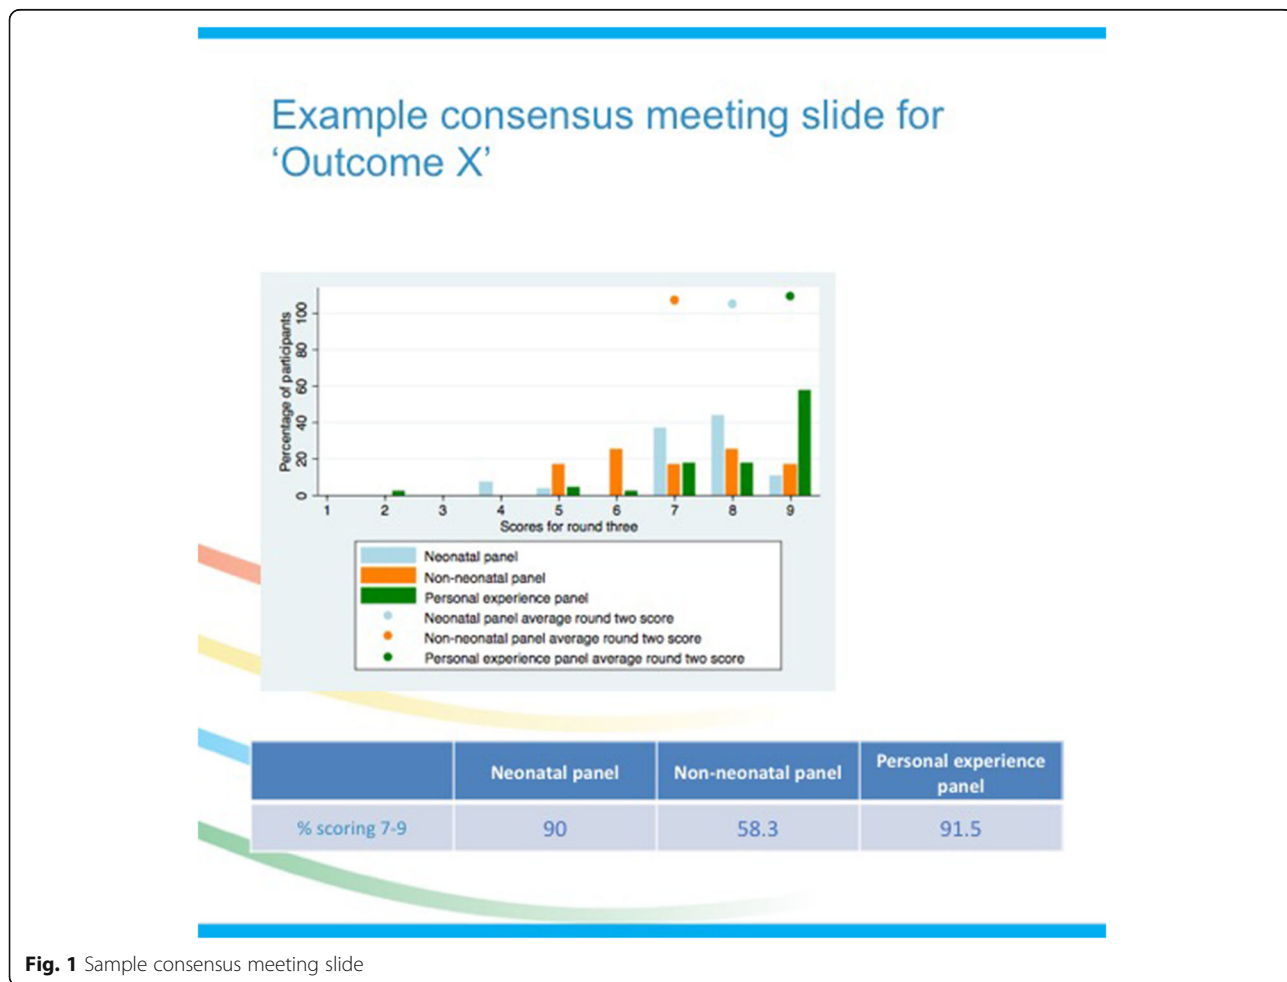 Example consensus meeting slide for
‘Outcome X’
Percentage of participants
100
80
60
40
20
0
1 2 3 4 5 6 7 8 9
Scores for round three
Neonatal panel
Non-neonatal panel
Personal experience panel
Neonatal panel average round two score
Non-neonatal panel average round two score
Personal experience panel average round two score
Neonatal panel Non-neonatal panel Personal experience
panel
% scoring 7-9 90 58.3 91.5
Fig. 1 Sample consensus meeting slide